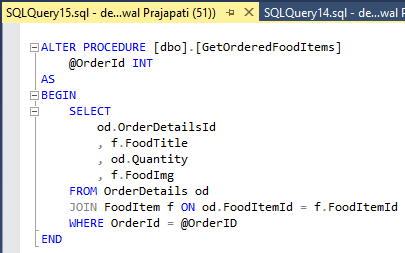 SQLQuery15.sql - de...wal Prajapati (51)) SQLQuery14.sql - de...wal P
ALTER PROCEDURE [dbo].[GetOrderedFoodItems]
@OrderId INT
AS
BEGIN
SELECT
od.OrderDetailsId
, f.FoodTitle
, od.Quantity
, f.FoodImg
FROM OrderDetails od
JOIN FoodItem f ON od.FoodItemId = f.FoodItemId
WHERE OrderId = @OrderID
END